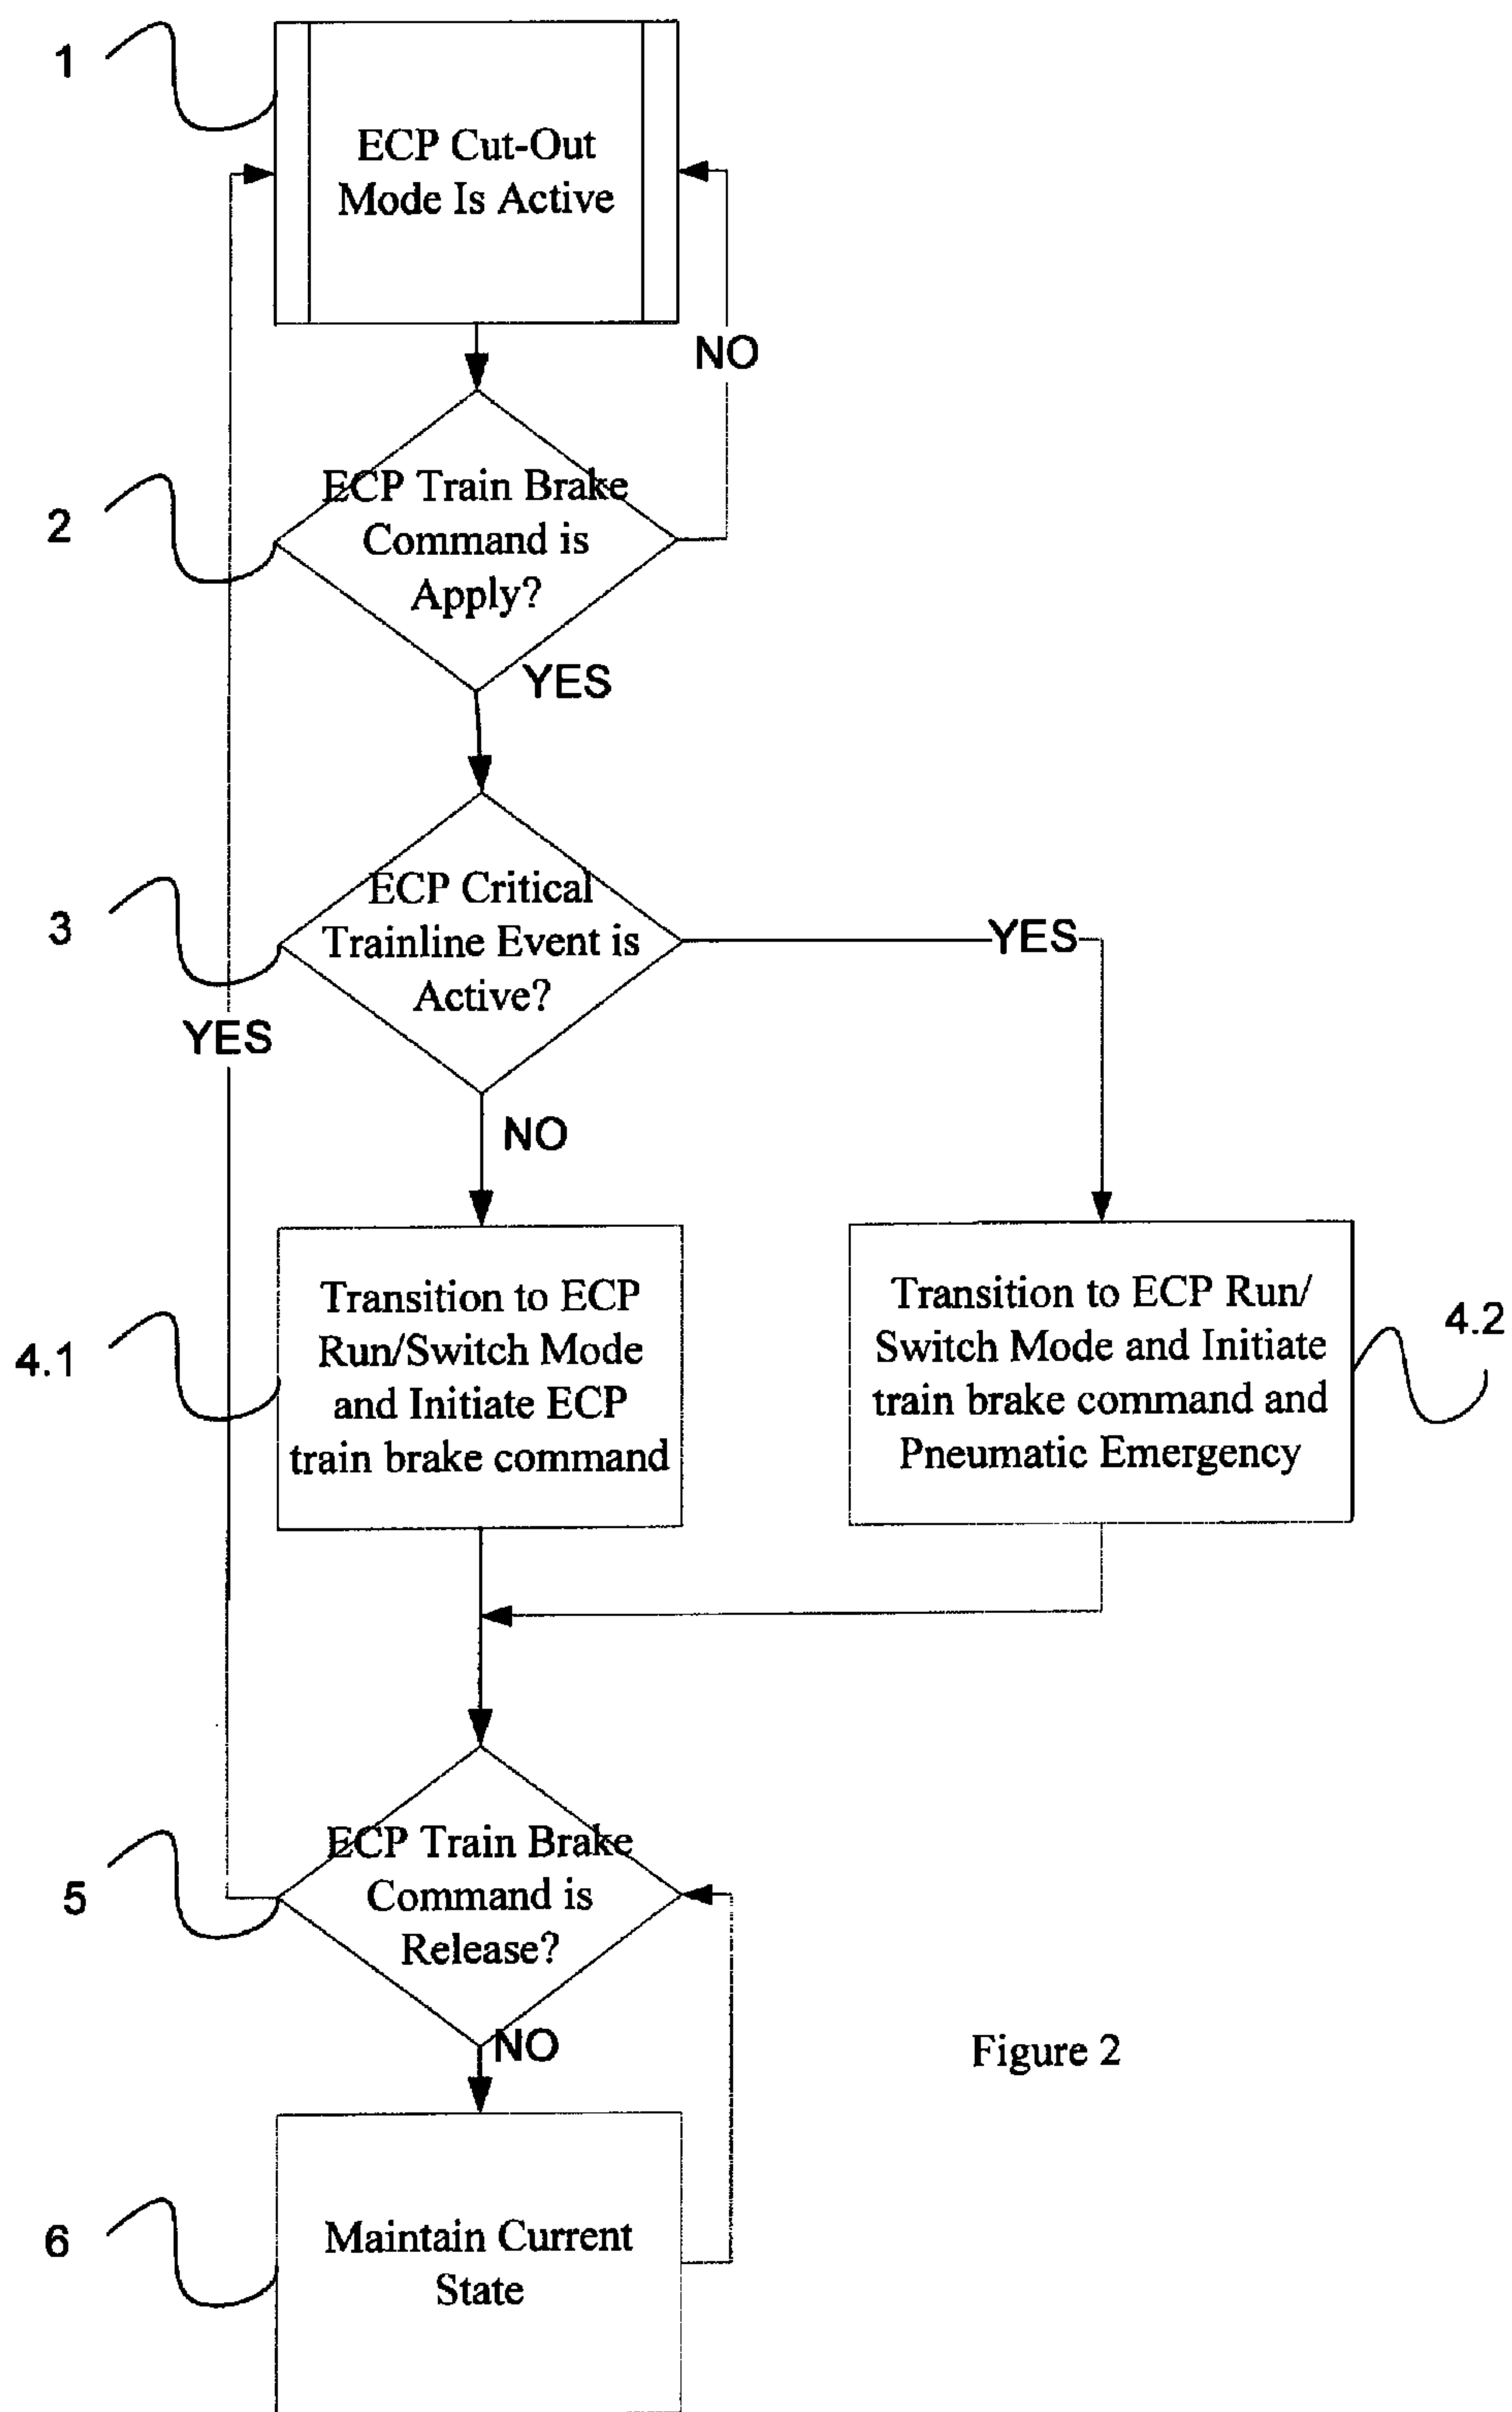 1
ECP Cut-Out
Mode Is Active
NO
2
ECP Train Brake
Command is
Apply?
YES
3
ECP Critical
Trainline Event is
Active?
YES
YES
NO
4.1
Transition to ECP
Run/Switch Mode
and Initiate ECP
train brake command
Transition to ECP Run/
Switch Mode and Initiate
train brake command and
Pneumatic Emergency
4.2
5
ECP Train Brake
Command is
Release?
NO
Figure 2
6
Maintain Current
State